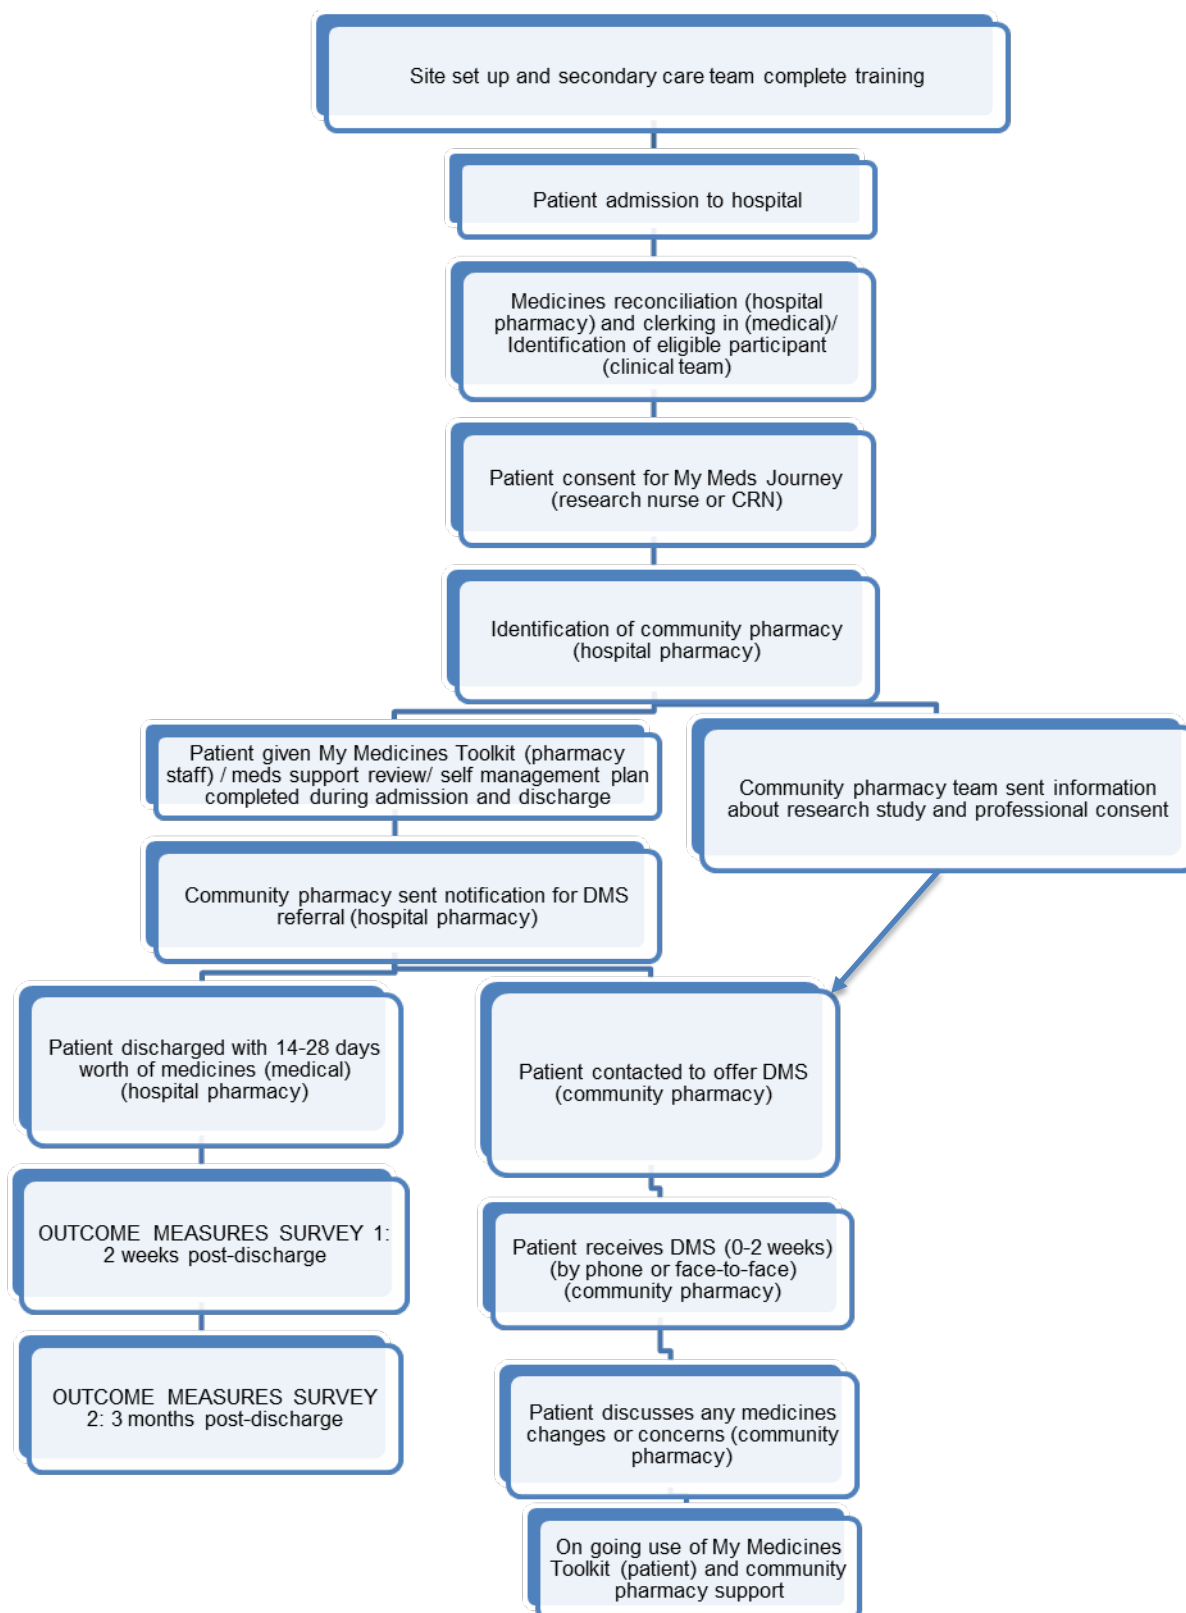 Site set up and secondary care team complete training
Patient admission to hospital
Medicines reconciliation (hospital
pharmacy) and clerking in (medical)/
Identification of eligible participant
(clinical team)
Patient consent for My Meds Journey
(research nurse or CRN)
Identification of community pharmacy
(hospital pharmacy)
Patient given My Medicines Toolkit (pharmacy
staff) / meds support review/ self management plan
completed during admission and discharge
Community pharmacy team sent information
about research study and professional consent
Community pharmacy sent notification for DMS
referral (hospital pharmacy)
Patient discharged with 14-28 days
worth of medicines (medical)
(hospital pharmacy)
Patient contacted to offer DMS
(community pharmacy)
OUTCOME MEASURES SURVEY 1:
2 weeks post-discharge
Patient receives DMS (0-2 weeks)
(by phone or face-to-face)
(community pharmacy)
OUTCOME MEASURES SURVEY
2: 3 months post-discharge
Patient discusses any medicines
changes or concerns (community
pharmacy)
On going use of My Medicines
Toolkit (patient) and community
pharmacy support